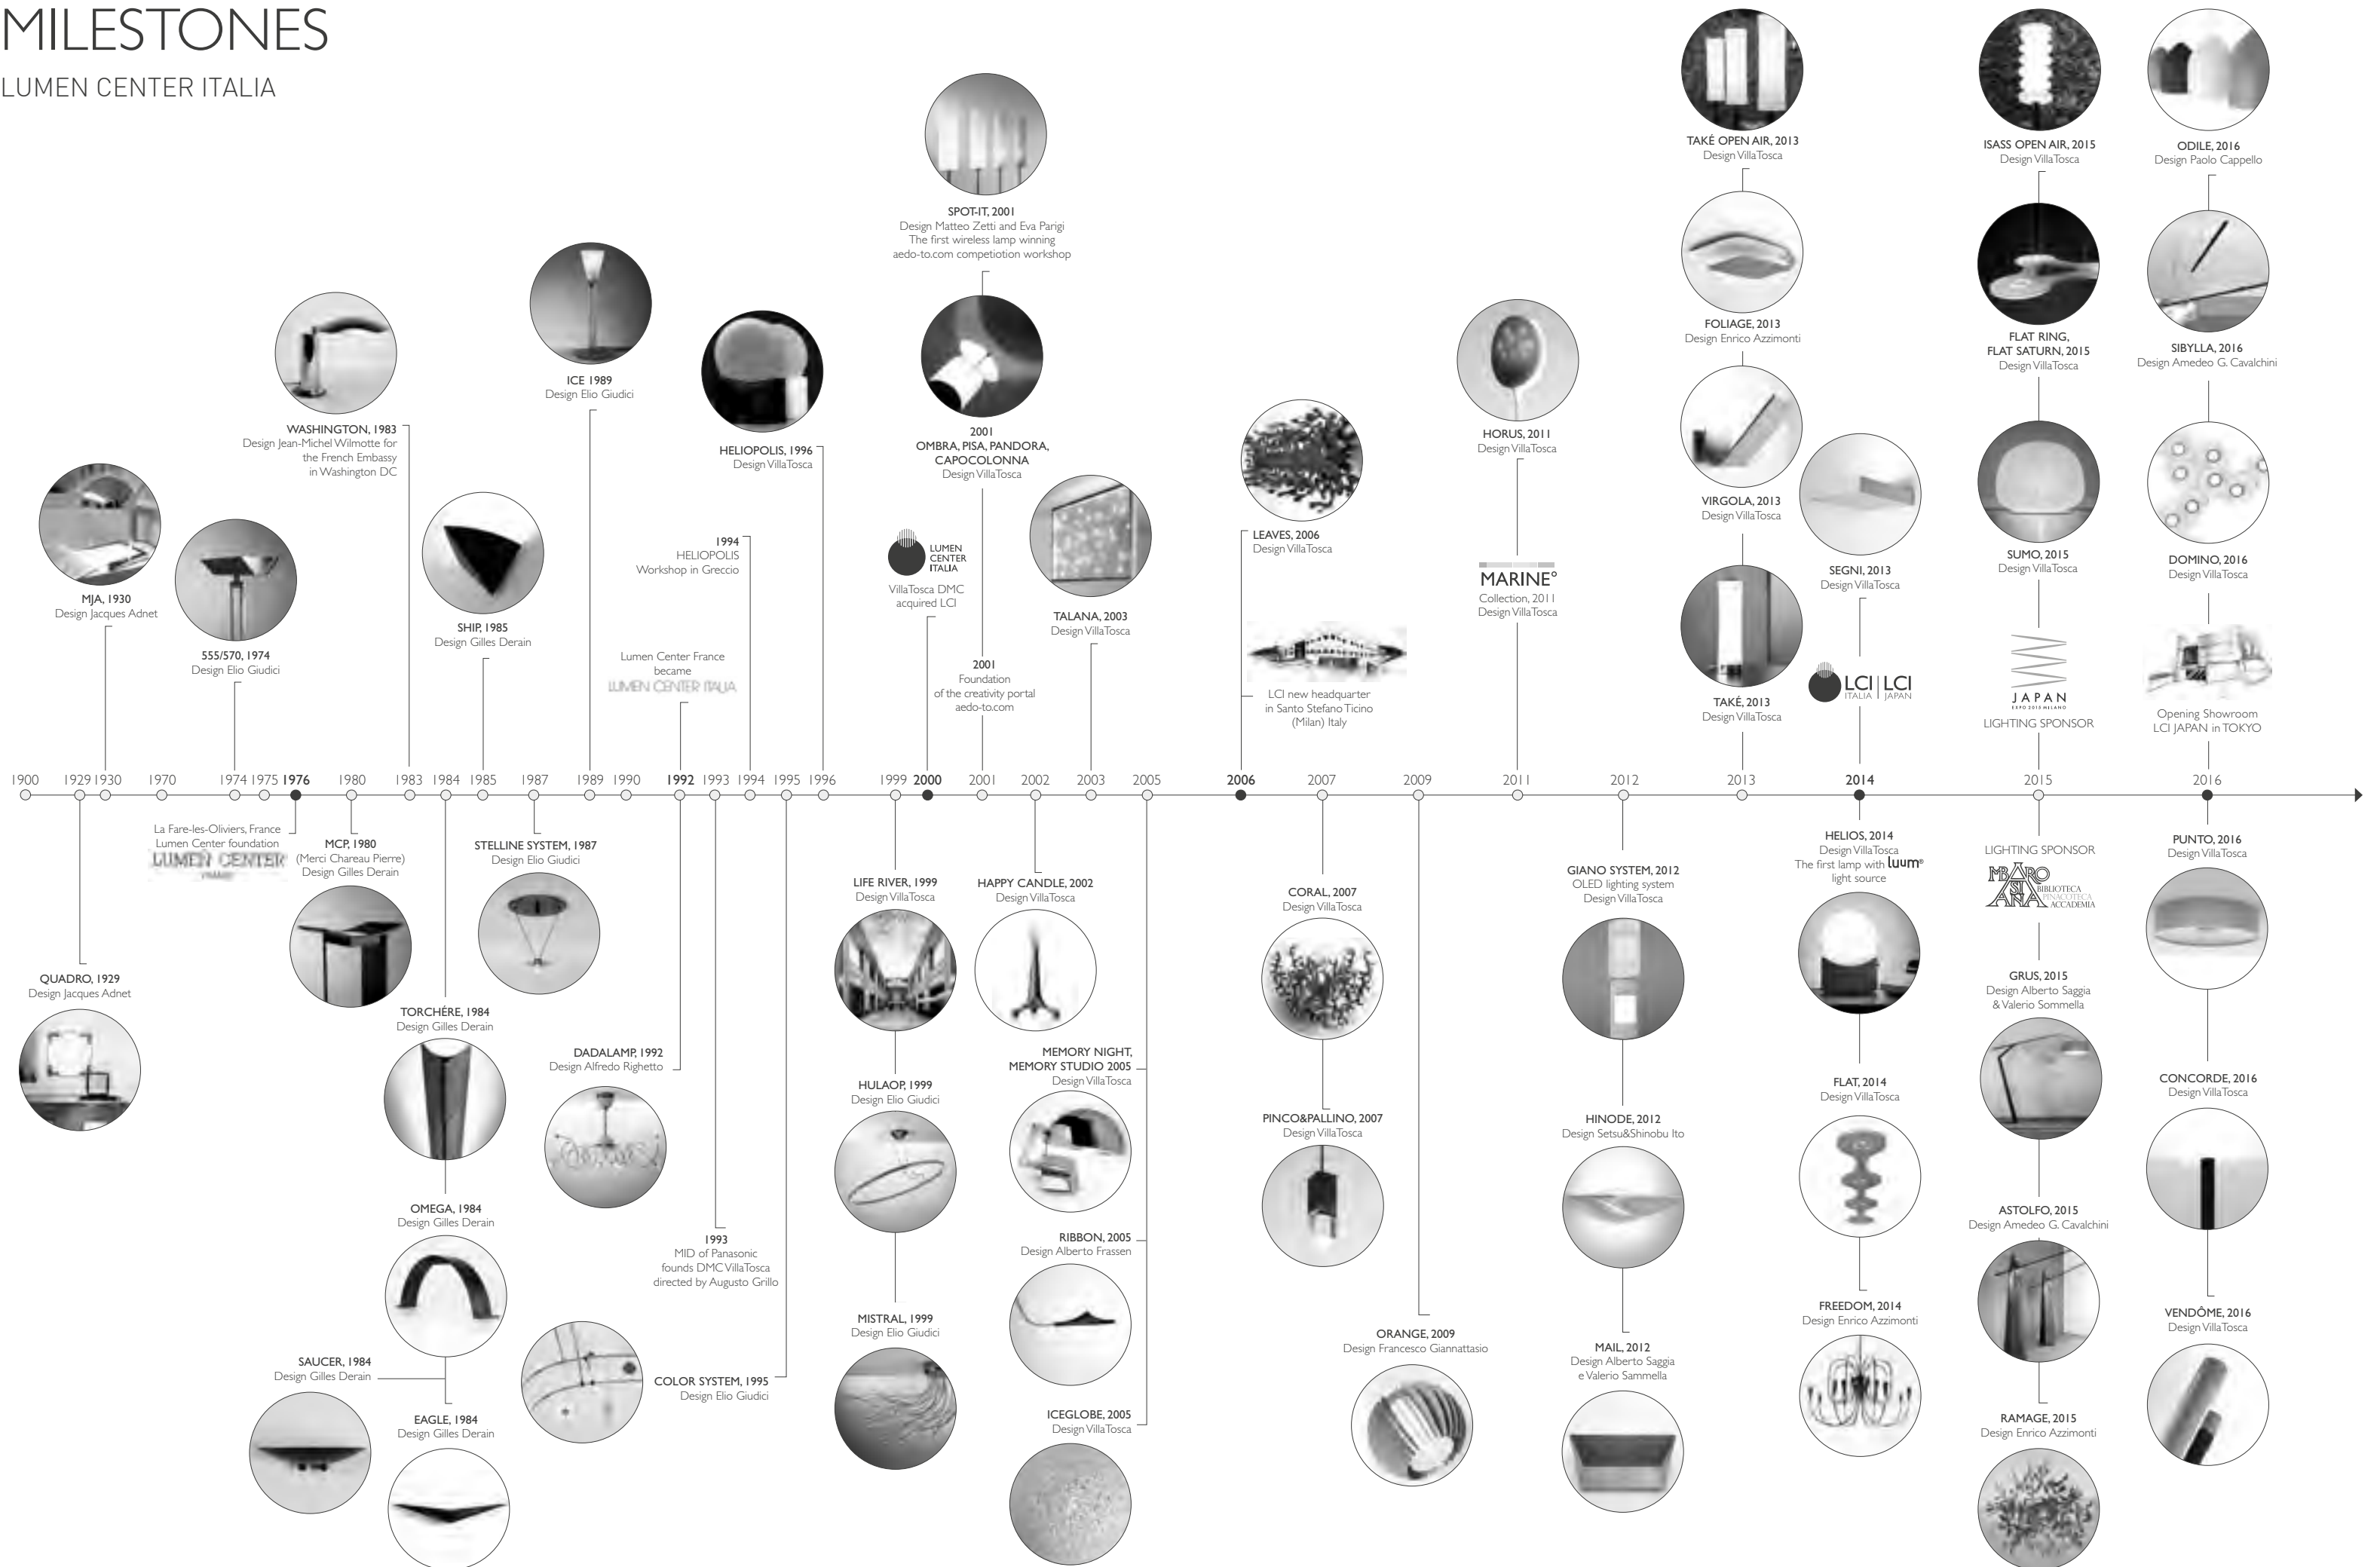 MILESTONES
LUMEN CENTER ITALIA
MJA, 1930
Design Jacques Adnet
555/570, 1974
Design Elio Giudici
WASHINGTON, 1983
Design Jean-Michel Wilmotte for
the French Embassy
in Washington DC
SHIP, 1985
Design Gilles Derain
ICE 1989
Design Elio Giudici
Lumen Center France
became
LUMEN CENTER ITALIA
1994
HELIOPOLIS
Workshop in Greccio
HELIOPOLIS, 1996
Design VillaTosca
SPOT-IT, 2001
Design Matteo Zetti and Eva Parigi
The first wireless lamp winning
aedo-to.com competiotion workshop
2001
OMBRA, PISA, PANDORA,
CAPOCOLONNA
Design VillaTosca
LUMEN
CENTER
ITALIA
VillaTosca DMC
acquired LCI
2001
Foundation
of the creativity portal
aedo-to.com
TALANA, 2003
Design VillaTosca
LEAVES, 2006
Design VillaTosca
LCI new headquarter
in Santo Stefano Ticino
(Milan) Italy
HORUS, 2011
Design VillaTosca
MARINE°
Collection, 2011
Design VillaTosca
TAKÉ OPEN AIR, 2013
Design VillaTosca
FOLIAGE, 2013
Design Enrico Azzimonti
VIRGOLA, 2013
Design VillaTosca
TAKÉ, 2013
Design VillaTosca
SEGNI, 2013
Design VillaTosca
LCI | LCI
ITALIA JAPAN
ISASS OPEN AIR, 2015
Design VillaTosca
FLAT RING,
FLAT SATURN, 2015
Design VillaTosca
SUMO, 2015
Design VillaTosca
JAPAN
EXPO 2015 MILANO
LIGHTING SPONSOR
ODILE, 2016
Design Paolo Cappello
SIBYLLA, 2016
Design Amedeo G. Cavalchini
DOMINO, 2016
Design VillaTosca
Opening Showroom
LCI JAPAN in TOKYO
1900 1929 1930 1970 1974 1975 1976 1980 1983 1984 1985 1987 1989 1990 1992 1993 1994 1995 1996 1999 2000 2001 2002 2003 2005 2006 2007 2009 2011 2012 2013 2014 2015 2016
QUADRO, 1929
Design Jacques Adnet
La Fare-les-Oliviers, France
Lumen Center foundation
LUMEN CENTER
FRANCE
MCP, 1980
(Merci Chareau Pierre)
Design Gilles Derain
TORCHÉRE, 1984
Design Gilles Derain
OMEGA, 1984
Design Gilles Derain
SAUCER, 1984
Design Gilles Derain
EAGLE, 1984
Design Gilles Derain
STELLINE SYSTEM, 1987
Design Elio Giudici
DADALAMP, 1992
Design Alfredo Righetto
1993
MID of Panasonic
founds DMC VillaTosca
directed by Augusto Grillo
COLOR SYSTEM, 1995
Design Elio Giudici
LIFE RIVER, 1999
Design VillaTosca
HULAOP, 1999
Design Elio Giudici
MISTRAL, 1999
Design Elio Giudici
HAPPY CANDLE, 2002
Design VillaTosca
MEMORY NIGHT,
MEMORY STUDIO 2005
Design VillaTosca
RIBBON, 2005
Design Alberto Frassen
ICEGLOBE, 2005
Design VillaTosca
CORAL, 2007
Design VillaTosca
PINCO&PALLINO, 2007
Design VillaTosca
ORANGE, 2009
Design Francesco Giannattasio
GIANO SYSTEM, 2012
OLED lighting system
Design VillaTosca
HINODE, 2012
Design Setsu&Shinobu Ito
MAIL, 2012
Design Alberto Saggia
e Valerio Sammella
HELIOS, 2014
Design VillaTosca
The first lamp with luum®
light source
FLAT, 2014
Design VillaTosca
FREEDOM, 2014
Design Enrico Azzimonti
LIGHTING SPONSOR
AMBROSIANA
BIBLIOTECA
PINACOTECA
ACCADEMIA
GRUS, 2015
Design Alberto Saggia
& Valerio Sommella
ASTOLFO, 2015
Design Amedeo G. Cavalchini
RAMAGE, 2015
Design Enrico Azzimonti
PUNTO, 2016
Design VillaTosca
CONCORDE, 2016
Design VillaTosca
VENDÔME, 2016
Design VillaTosca